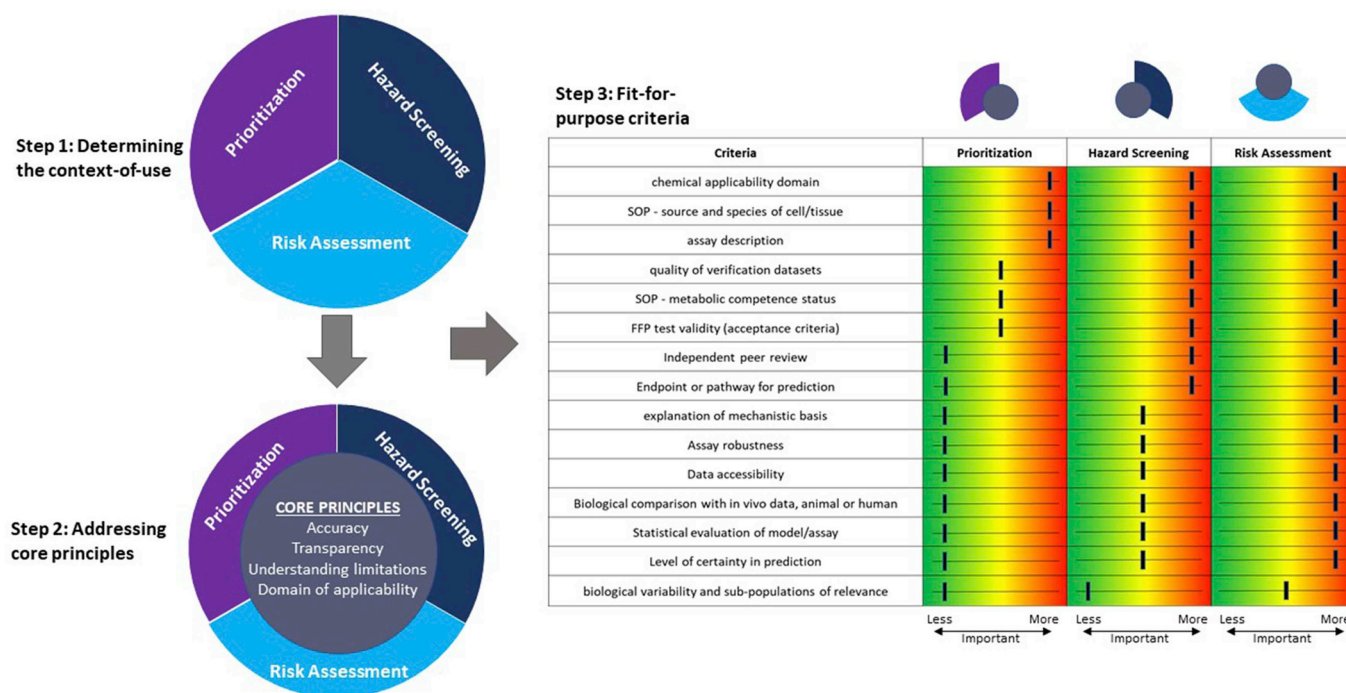 Step 1: Determining
the context-of-use
Prioritization
Hazard Screening
Risk Assessment
Step 2: Addressing
core principles
Prioritization
Hazard Screening
CORE PRINCIPLES
Accuracy
Transparency
Understanding limitations
Domain of applicability
Risk Assessment
Step 3: Fit-for-
purpose criteria
Criteria Prioritization Hazard Screening Risk Assessment
chemical applicability domain
SOP - source and species of cell/tissue
assay description
quality of verification datasets
SOP - metabolic competence status
FFP test validity (acceptance criteria)
Independent peer review
Endpoint or pathway for prediction
explanation of mechanistic basis
Assay robustness
Data accessibility
Biological comparison with in vivo data, animal or human
Statistical evaluation of model/assay
Level of certainty in prediction
biological variability and sub-populations of relevance
Less More Less More Less More
Important Important Important